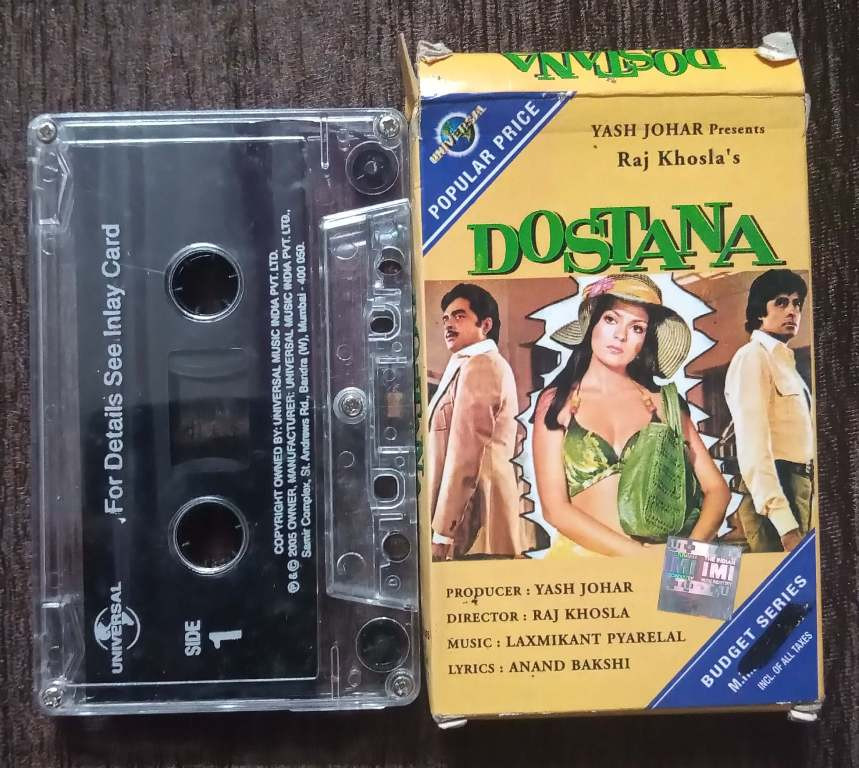 For Details See Inlay Card
COPYRIGHT OWNED BY: UNIVERSAL MUSIC INDIA PVT. LTD.
℗ & © 2005 OWNER, MANUFACTURER: UNIVERSAL MUSIC INDIA PVT. LTD.,
Samir Complex, St. Andrews Rd., Bandra (W), Mumbai - 400 050.
UNIVERSAL
SIDE
1
DOSTANA
UNIVERSAL
POPULAR PRICE
YASH JOHAR Presents
Raj Khosla's
DOSTANA
IMI
PRODUCER : YASH JOHAR
DIRECTOR : RAJ KHOSLA
MUSIC : LAXMIKANT PYARELAL
LYRICS : ANAND BAKSHI
BUDGET SERIES
INCL. OF ALL TAXES